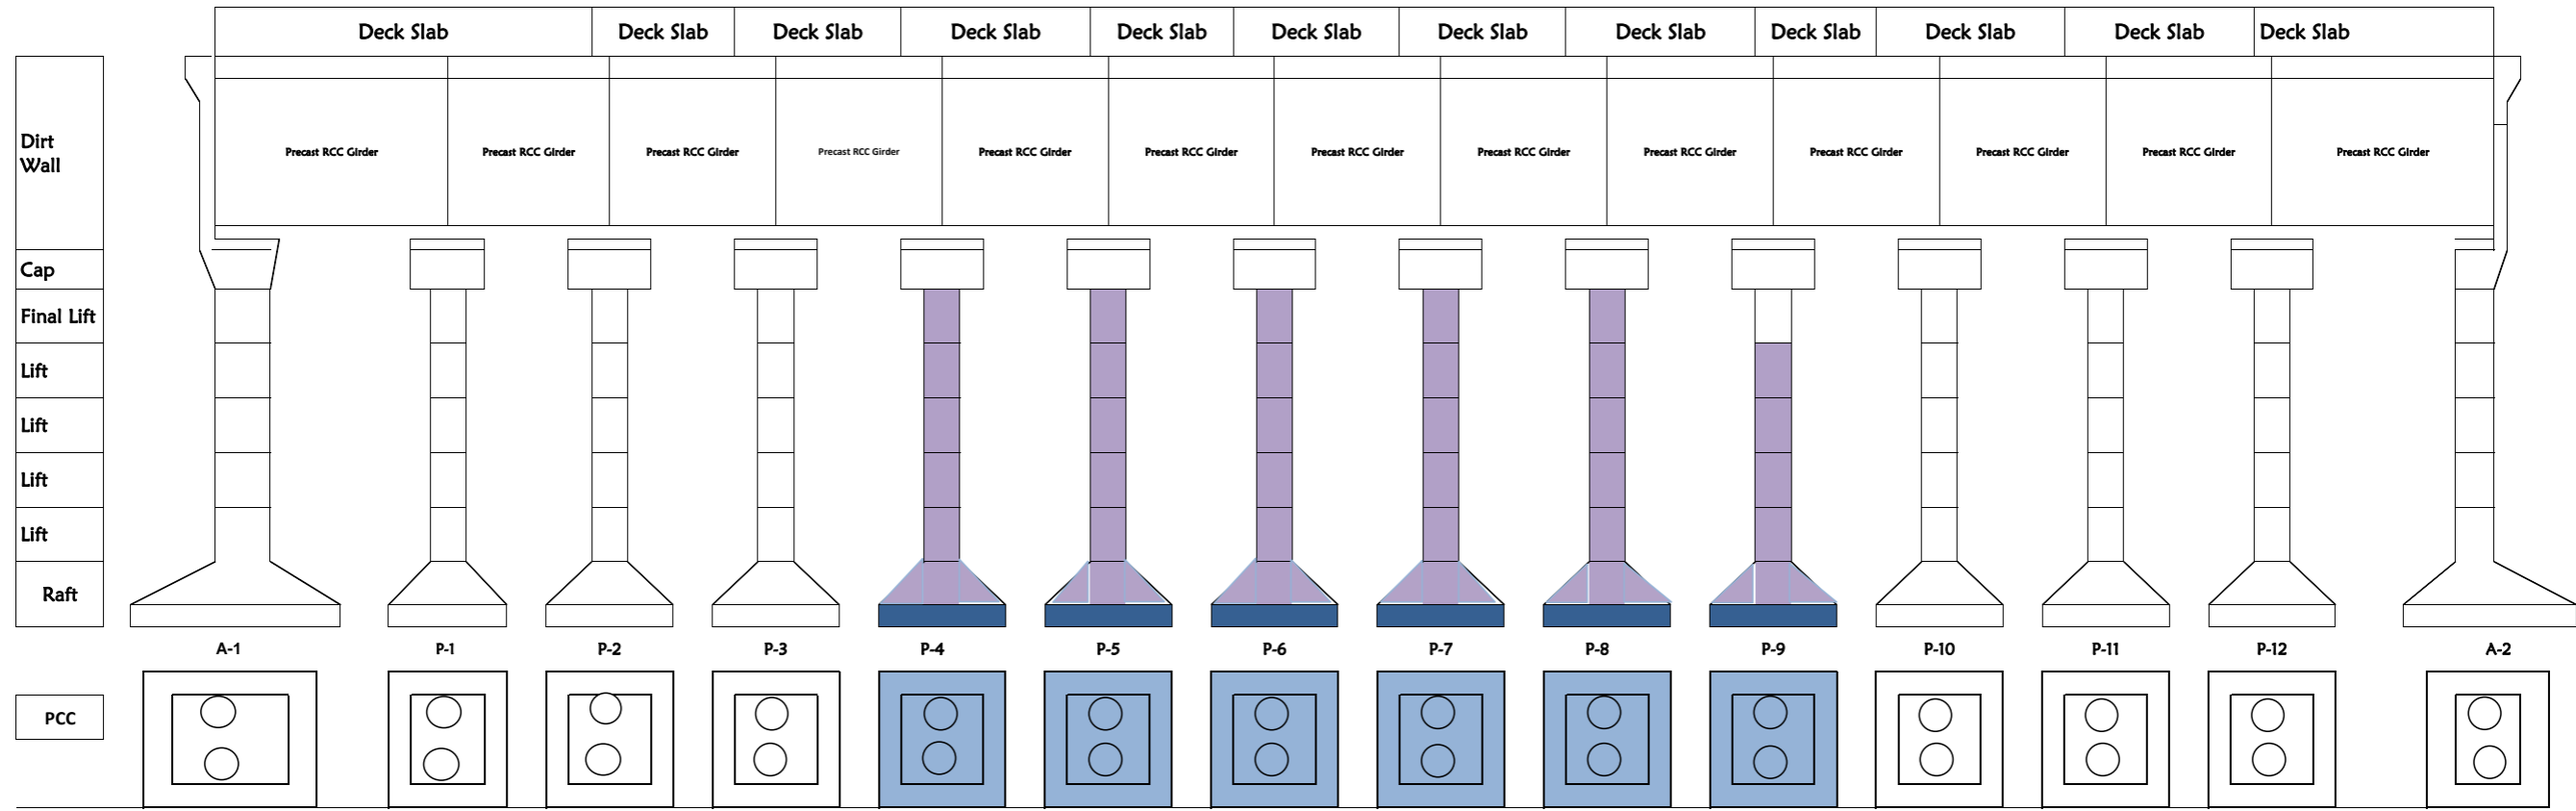 Deck Slab Deck Slab Deck Slab Deck Slab Deck Slab Deck Slab Deck Slab Deck Slab Deck Slab Deck Slab Deck Slab Deck Slab
Dirt
Wall
Precast RCC Girder Precast RCC Girder Precast RCC Girder Precast RCC Girder Precast RCC Girder Precast RCC Girder Precast RCC Girder Precast RCC Girder Precast RCC Girder Precast RCC Girder Precast RCC Girder Precast RCC Girder Precast RCC Girder
Cap
Final Lift
Lift
Lift
Lift
Lift
Raft
A-1 P-1 P-2 P-3 P-4 P-5 P-6 P-7 P-8 P-9 P-10 P-11 P-12 A-2
PCC